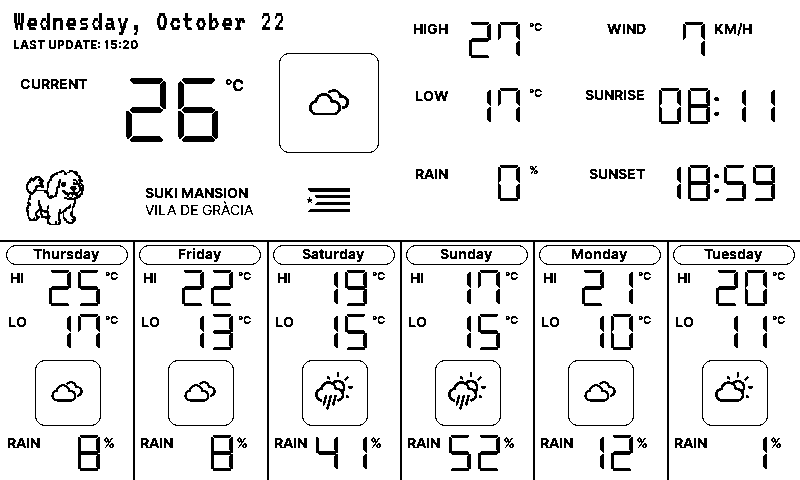 Wednesday, October 22
LAST UPDATE: 15:20
CURRENT 26 °C
SUKI MANSION
VILA DE GRÀCIA
HIGH 27 °C
LOW 17 °C
RAIN 0 %
WIND 7 KM/H
SUNRISE 08:11
SUNSET 18:59
Thursday
HI 25 °C
LO 17 °C
RAIN 8 %
Friday
HI 22 °C
LO 13 °C
RAIN 8 %
Saturday
HI 19 °C
LO 15 °C
RAIN 41 %
Sunday
HI 17 °C
LO 15 °C
RAIN 52 %
Monday
HI 21 °C
LO 10 °C
RAIN 12 %
Tuesday
HI 20 °C
LO 11 °C
RAIN 1 %